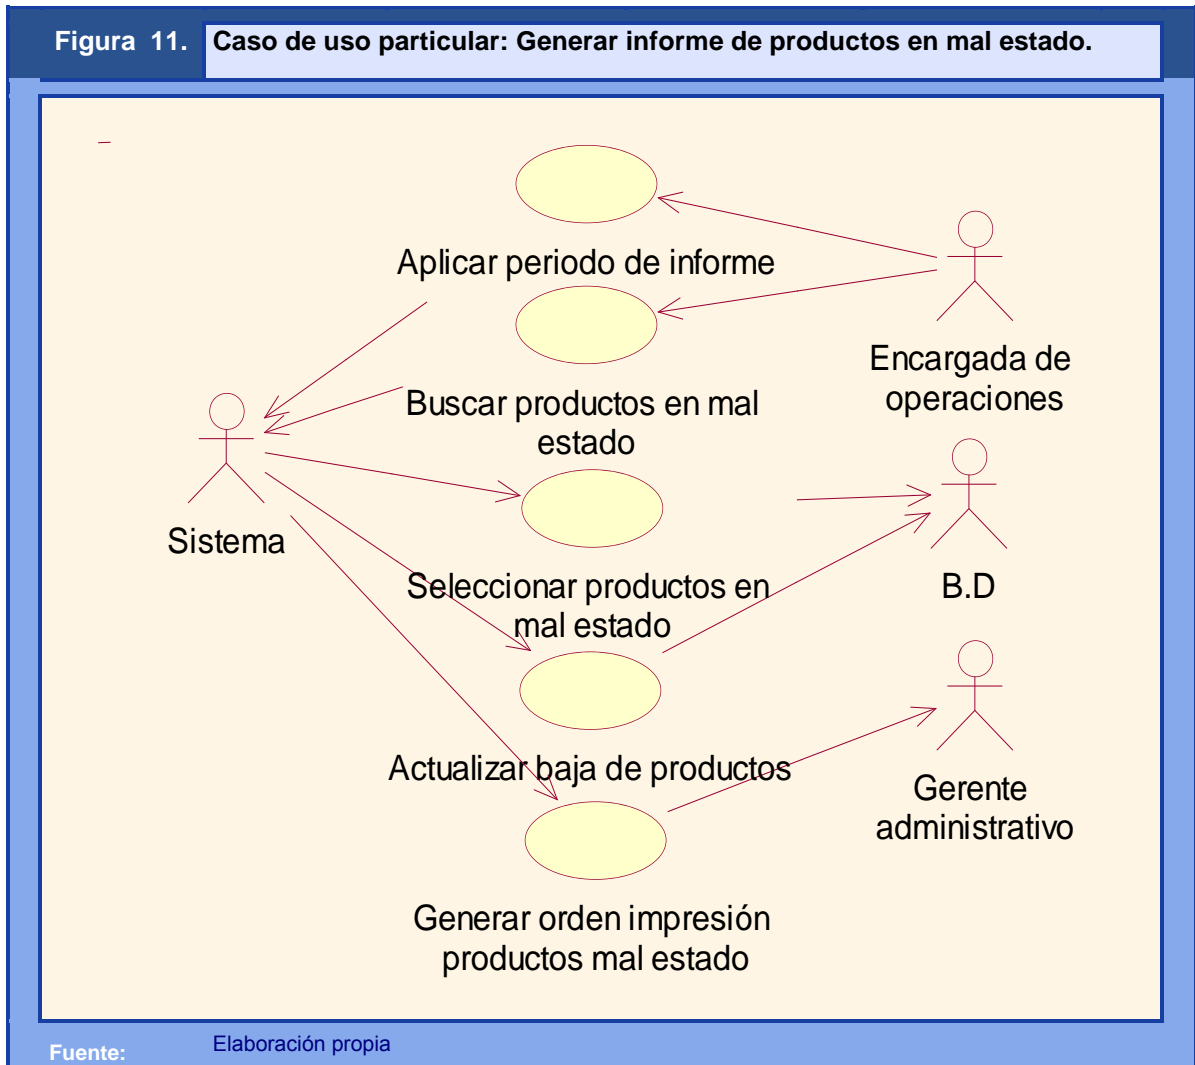 Figura 11.
Caso de uso particular: Generar informe de productos en mal estado.
Aplicar periodo de informe
Encargada de
operaciones
Buscar productos en mal
estado
Sistema
Seleccionar productos en
mal estado
B.D
Actualizar baja de productos
Gerente
administrativo
Generar orden impresión
productos mal estado
Fuente:
Elaboración propia